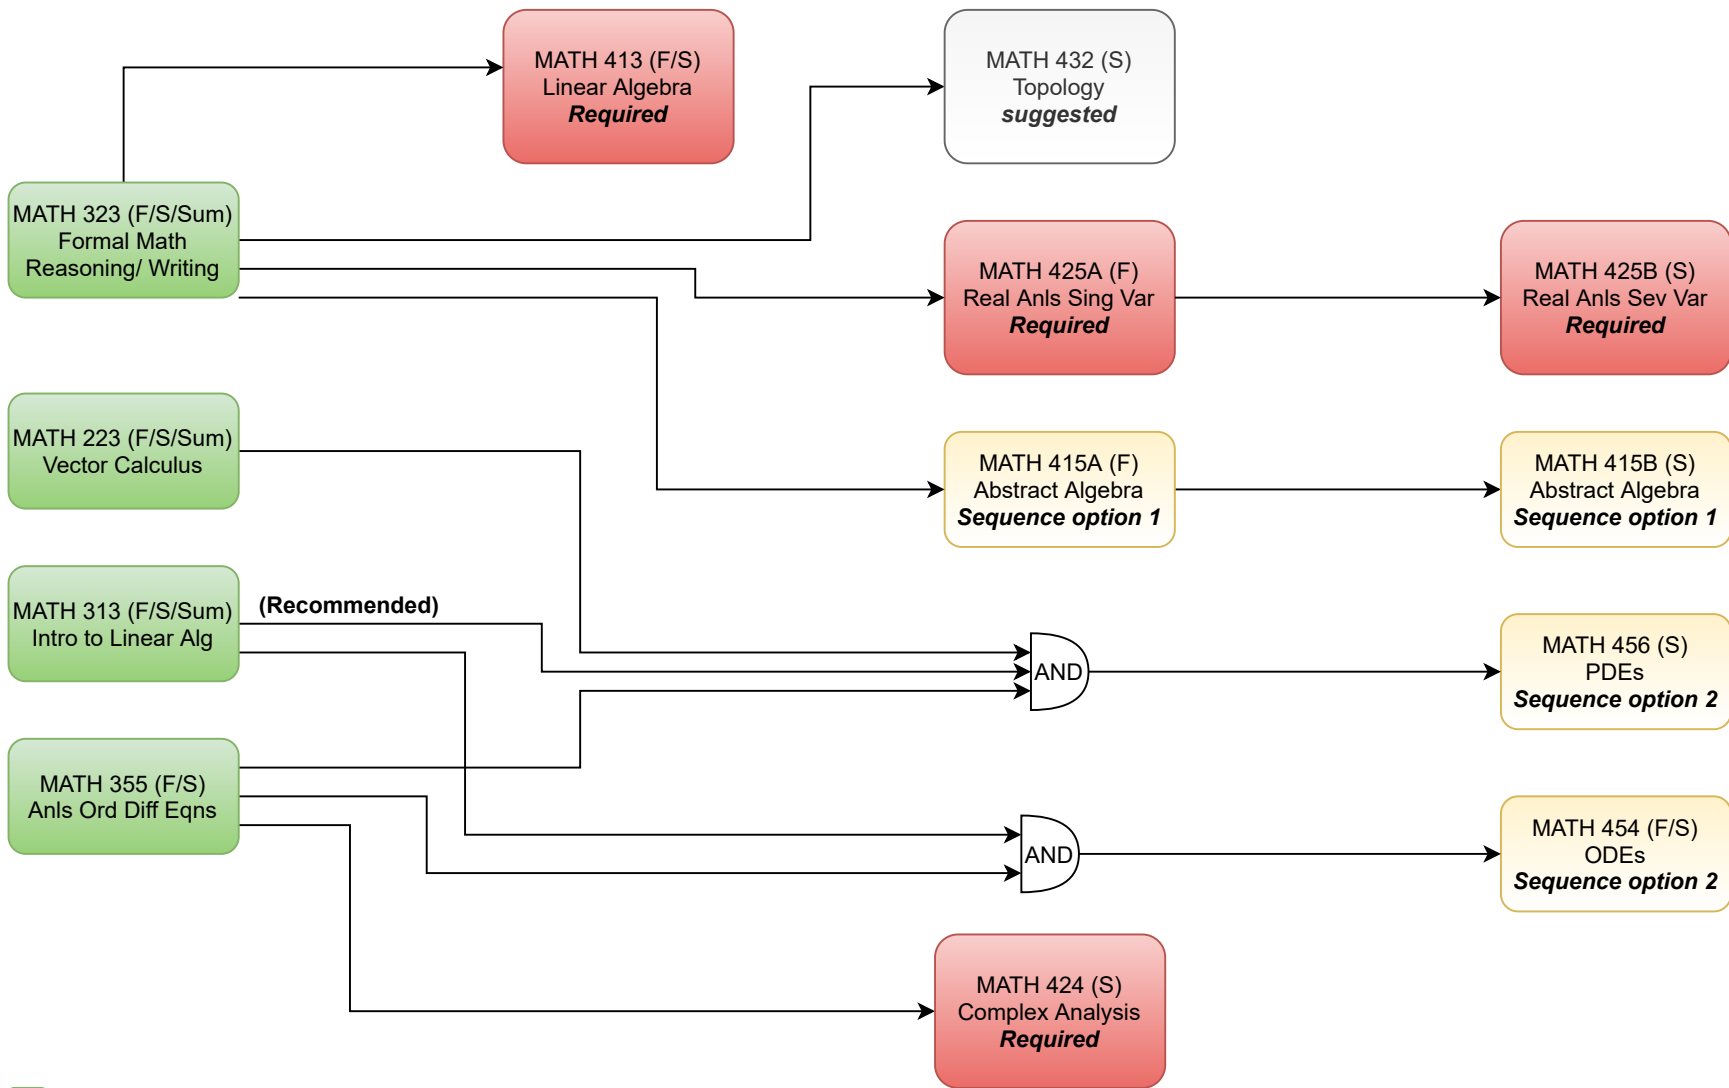 MATH 413 (F/S)
Linear Algebra
Required
MATH 432 (S)
Topology
suggested
MATH 323 (F/S/Sum)
Formal Math
Reasoning/ Writing
MATH 425A (F)
Real Anls Sing Var
Required
MATH 425B (S)
Real Anls Sev Var
Required
MATH 223 (F/S/Sum)
Vector Calculus
MATH 415A (F)
Abstract Algebra
Sequence option 1
MATH 415B (S)
Abstract Algebra
Sequence option 1
MATH 313 (F/S/Sum)
Intro to Linear Alg
(Recommended)
AND
MATH 456 (S)
PDEs
Sequence option 2
MATH 355 (F/S)
Anls Ord Diff Eqns
AND
MATH 454 (F/S)
ODEs
Sequence option 2
MATH 424 (S)
Complex Analysis
Required